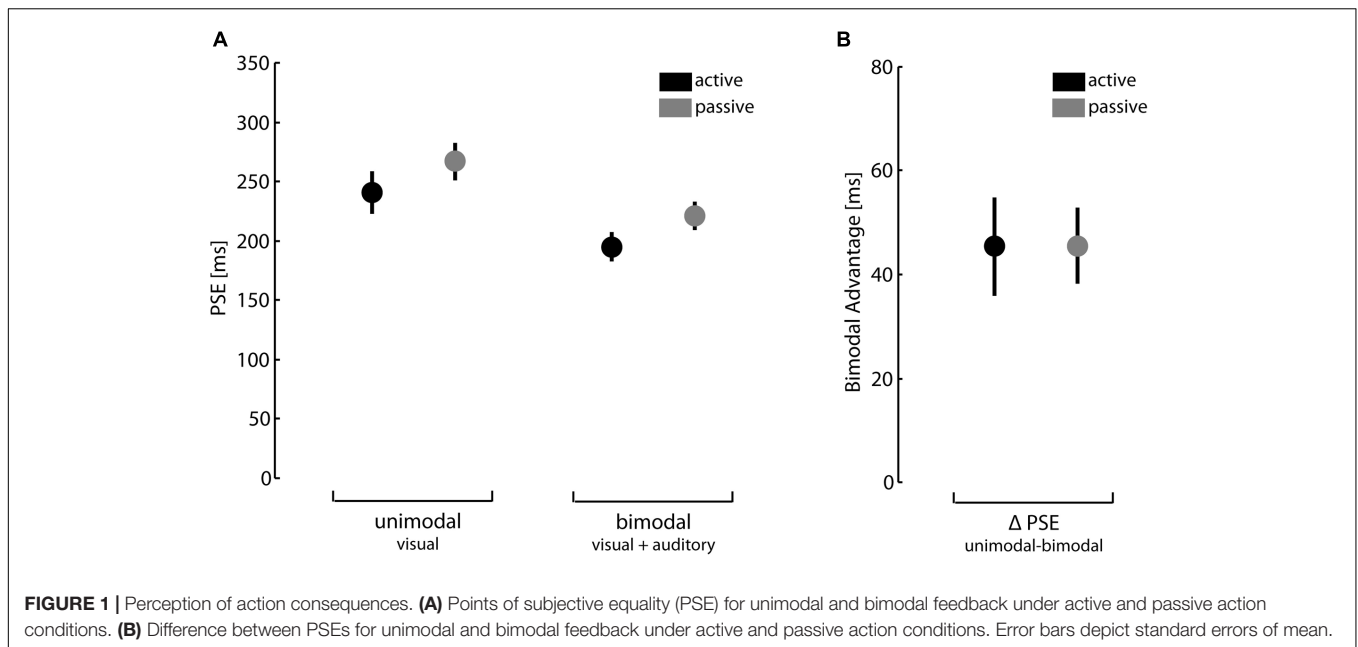 A
350
300
250
200
150
100
50
0
PSE [ms]
active
passive
unimodal
visual
bimodal
visual + auditory
B
80
60
40
20
0
Bimodal Advantage [ms]
active
passive
Δ PSE
unimodal-bimodal
FIGURE 1 | Perception of action consequences. (A) Points of subjective equality (PSE) for unimodal and bimodal feedback under active and passive action
conditions. (B) Difference between PSEs for unimodal and bimodal feedback under active and passive action conditions. Error bars depict standard errors of mean.